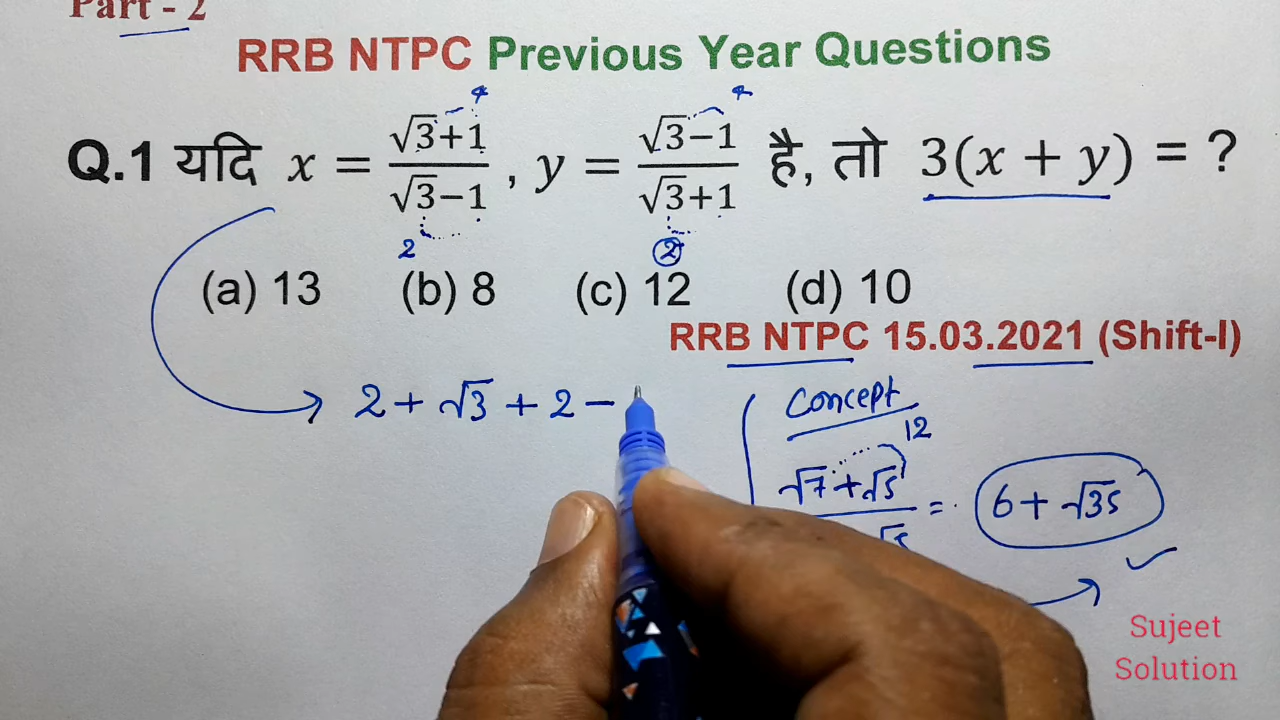 Part - 2
RRB NTPC Previous Year Questions
Q.1 यदि x = (√3+1)/(√3−1) , y = (√3−1)/(√3+1) है, तो 3(x + y) = ?
4 4
2 2
(a) 13 (b) 8 (c) 12 (d) 10
RRB NTPC 15.03.2021 (Shift-I)
2 + √3 + 2 −
Concept
12
√7 + √5
= 6 + √35
√5
Sujeet
Solution